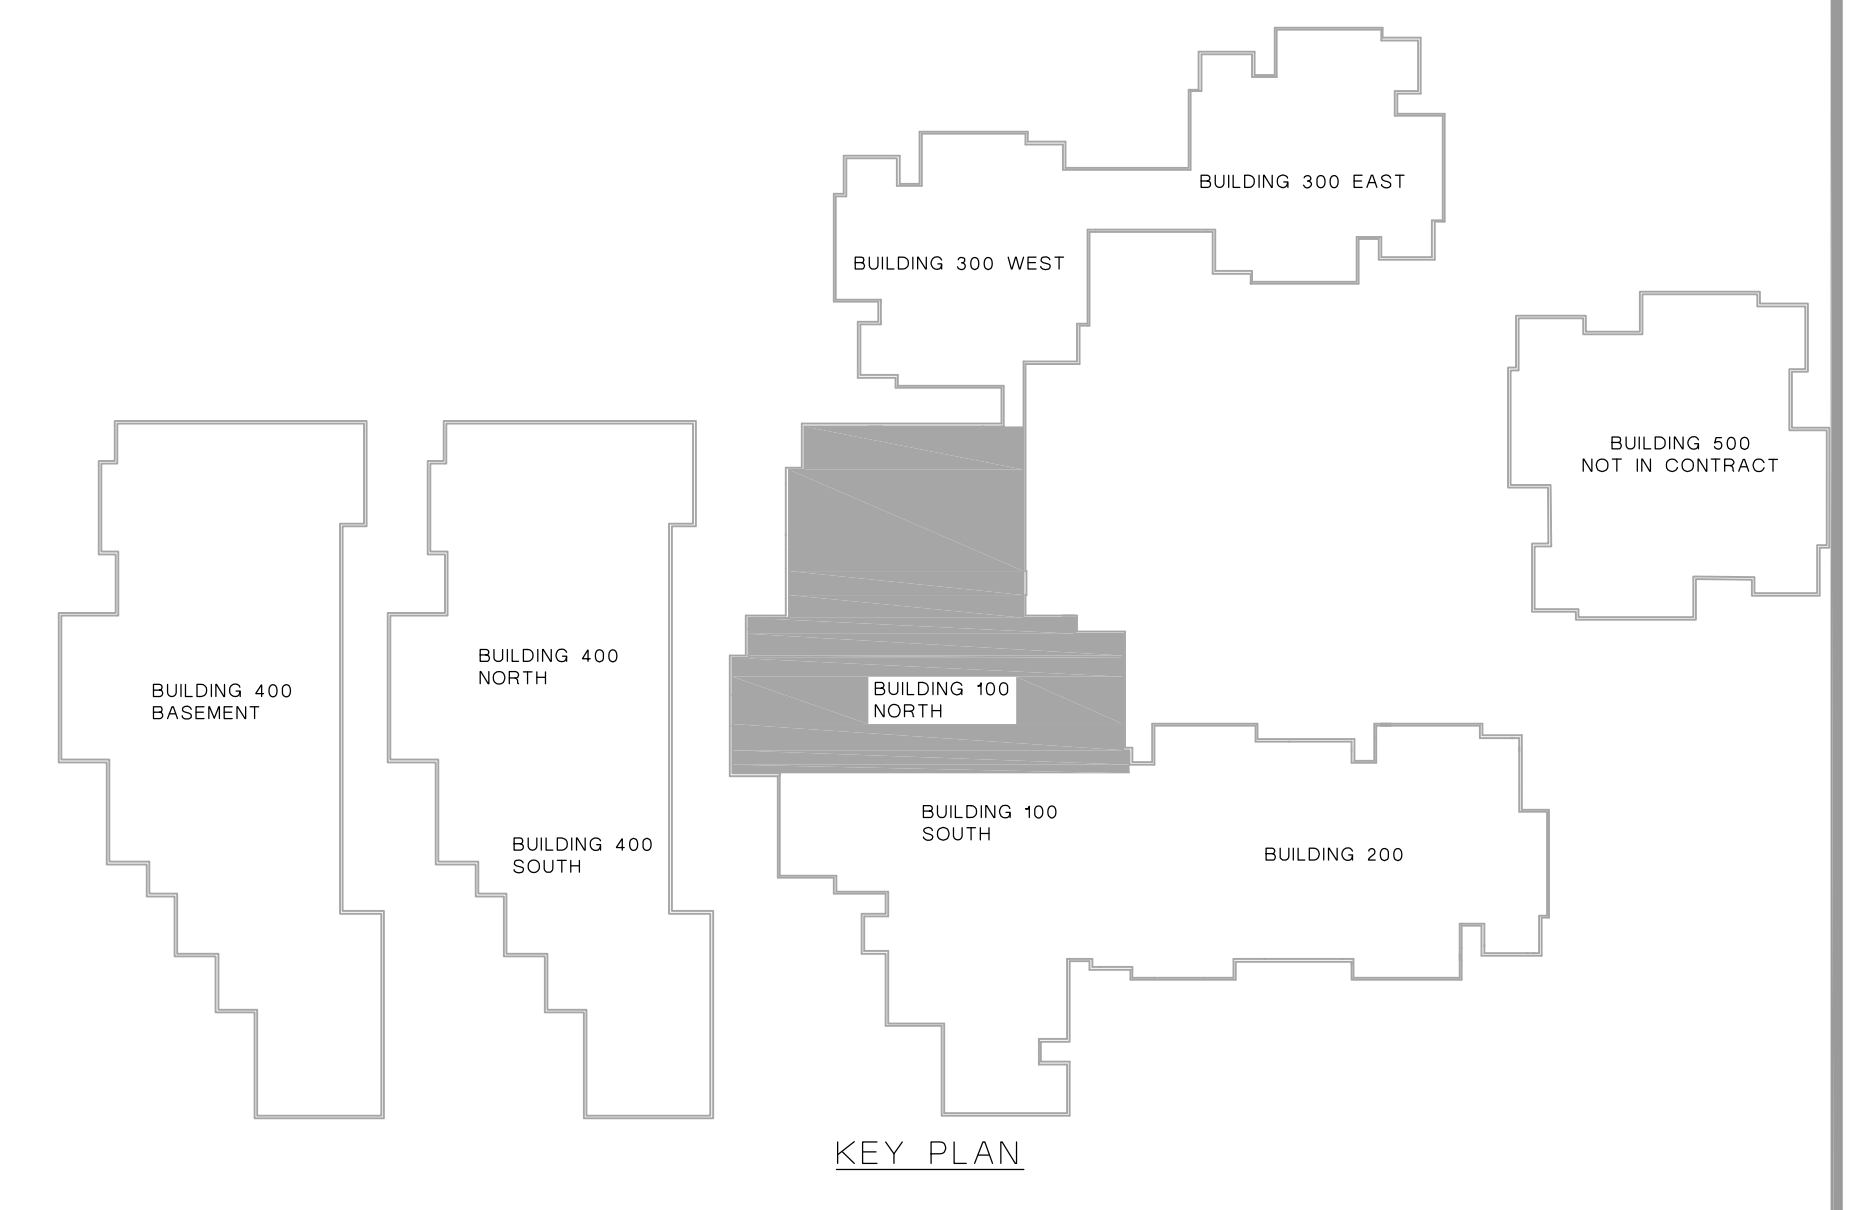 BUILDING 300 EAST
BUILDING 300 WEST
BUILDING 500
NOT IN CONTRACT
BUILDING 400
NORTH
BUILDING 400
BASEMENT
BUILDING 100
NORTH
BUILDING 100
SOUTH
BUILDING 400
SOUTH
BUILDING 200
KEY PLAN